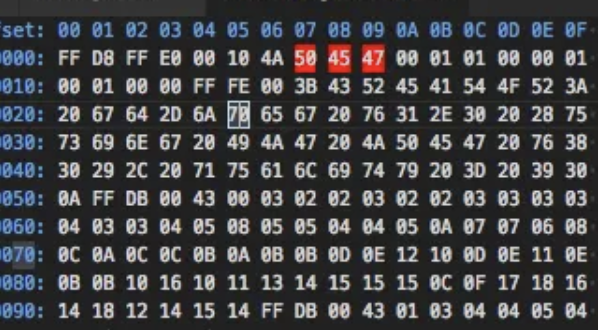 fset: 00 01 02 03 04 05 06 07 08 09 0A 0B 0C 0D 0E 0F
0000: FF D8 FF E0 00 10 4A 50 45 47 00 01 01 00 00 01
0010: 00 01 00 00 FF FE 00 3B 43 52 45 41 54 4F 52 3A
0020: 20 67 64 2D 6A 70 65 67 20 76 31 2E 30 20 28 75
0030: 73 69 6E 67 20 49 4A 47 20 4A 50 45 47 20 76 38
0040: 30 29 2C 20 71 75 61 6C 69 74 79 20 3D 20 39 30
0050: 0A FF DB 00 43 00 03 02 02 03 02 02 03 03 03 03
0060: 04 03 03 04 05 08 05 05 04 04 05 0A 07 07 06 08
0070: 0C 0A 0C 0C 0B 0A 0B 0B 0D 0E 12 10 0D 0E 11 0E
0080: 0B 0B 10 16 10 11 13 14 15 15 15 0C 0F 17 18 16
0090: 14 18 12 14 15 14 FF DB 00 43 01 03 04 04 05 04